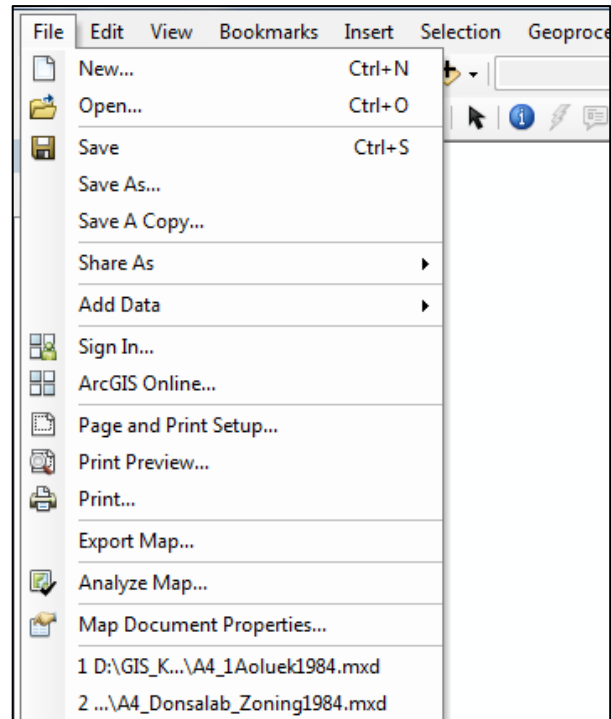 File Edit View Bookmarks Insert Selection Geoproce
New... Ctrl+N
Open... Ctrl+O
Save Ctrl+S
Save As...
Save A Copy...
Share As
Add Data
Sign In...
ArcGIS Online...
Page and Print Setup...
Print Preview...
Print...
Export Map...
Analyze Map...
Map Document Properties...
1 D:\GIS_K...\A4_1Aoluek1984.mxd
2 ...\A4_Donsalab_Zoning1984.mxd